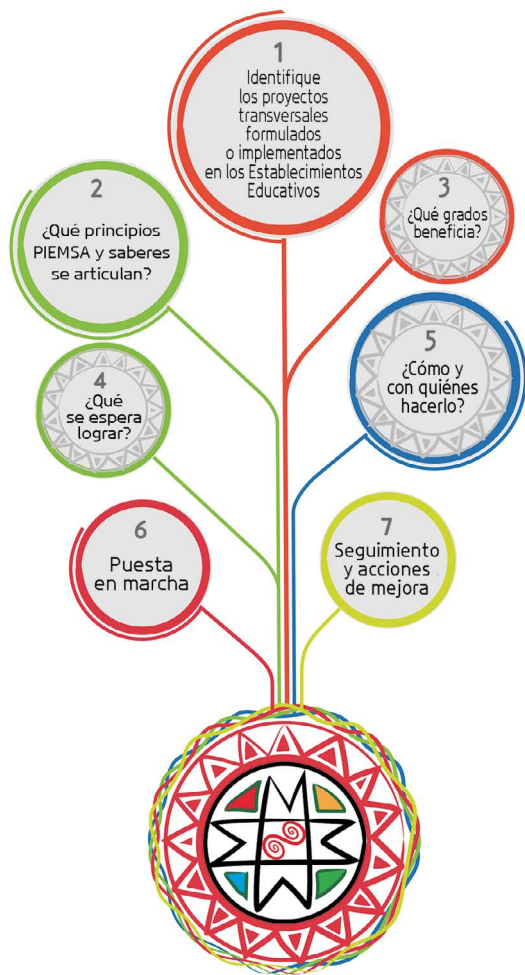 1
Identifique
los proyectos
transversales
formulados
o implementados
en los Establecimientos
Educativos
2
¿Qué principios
PIEMSA y saberes
se articulan?
3
¿Qué grados
beneficia?
4
¿Qué
se espera
lograr?
5
¿Cómo y
con quiénes
hacerlo?
6
Puesta
en marcha
7
Seguimiento
y acciones
de mejora